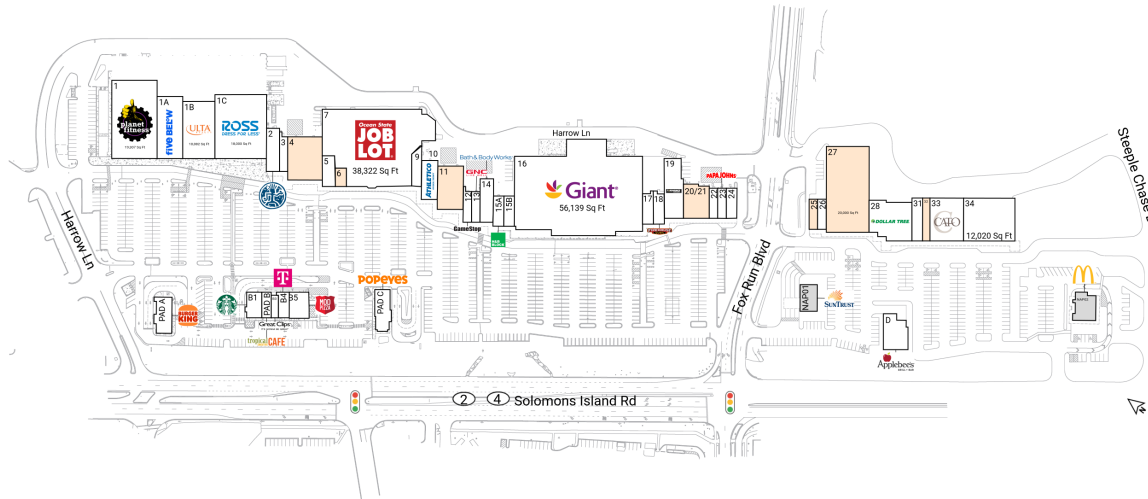 1
planet
fitness
1A
five BEL°W
1B
ULTA
1C
ROSS
DRESS FOR LESS
2
3
4
5
6
7
Ocean State
JOB
LOT
38,322 Sq Ft
9
10
ATHLETICO
11
Bath & Body Works
GNC
12
13
14
15A
15B
GameStop
H&R
BLOCK
Harrow Ln
16
Giant
56,139 Sq Ft
17
18
19
20/21
PAPA JOHNS
22
23
24
25
26
27
28
DOLLAR TREE
31
32
33
CATO
34
12,020 Sq Ft
Steeple Chase D
Harrow Ln
Fox Run Blvd
PAD A
BURGER
KING
B1
PAD B
B4
B5
T
MOD
PIZZA
Great Clips
tropical
CAFE
POPEYES
PAD C
NAP01
SUNTRUST
D
Applebee's
NAP02
2
4
Solomons Island Rd